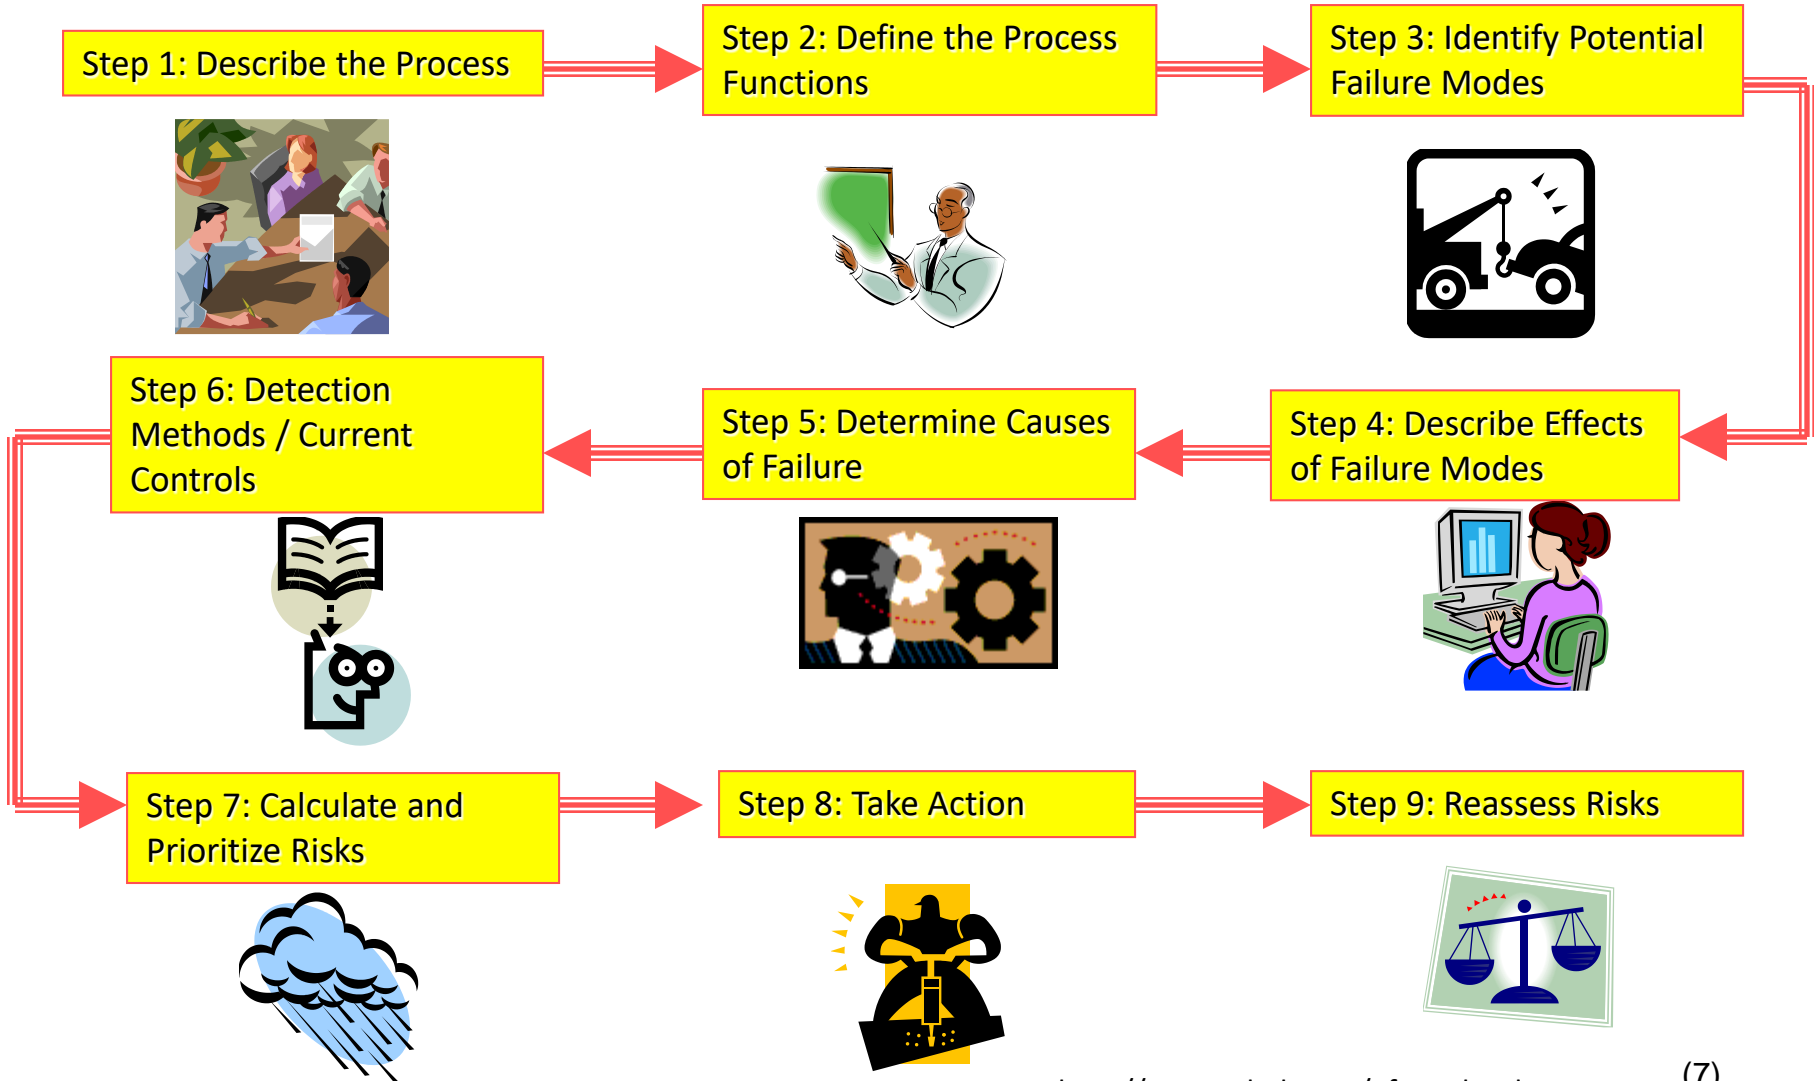 Step 1: Describe the Process
Step 2: Define the Process
Functions
Step 3: Identify Potential
Failure Modes
Step 4: Describe Effects
of Failure Modes
Step 5: Determine Causes
of Failure
Step 6: Detection
Methods / Current
Controls
Step 7: Calculate and
Prioritize Risks
Step 8: Take Action
Step 9: Reassess Risks
(7)